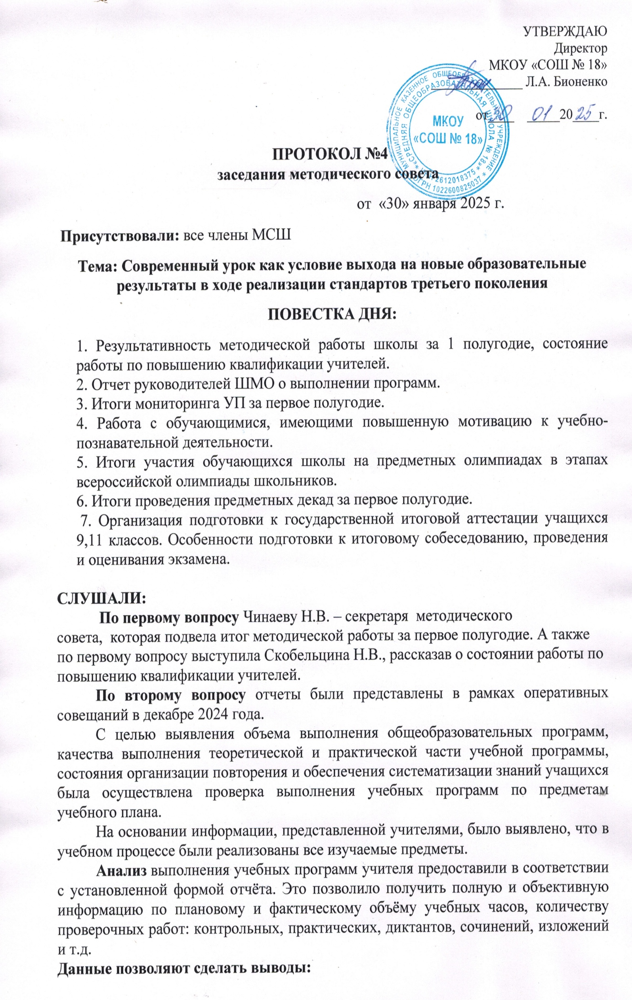 УТВЕРЖДАЮ
Директор
МКОУ «СОШ № 18»
Л.А. Бионенко
от 30 01 2025 г.
МУНИЦИПАЛЬНОЕ КАЗЕННОЕ ОБЩЕОБРАЗОВАТЕЛЬНОЕ УЧРЕЖДЕНИЕ * ОГРН 1022600825037 *
«СРЕДНЯЯ ОБЩЕОБРАЗОВАТЕЛЬНАЯ ШКОЛА № 18» * ИНН 2612018375 *
МКОУ
«СОШ № 18»
ПРОТОКОЛ №4
заседания методического совета
от «30» января 2025 г.
Присутствовали: все члены МСШ
Тема: Современный урок как условие выхода на новые образовательные
результаты в ходе реализации стандартов третьего поколения
ПОВЕСТКА ДНЯ:
1. Результативность методической работы школы за 1 полугодие, состояние
работы по повышению квалификации учителей.
2. Отчет руководителей ШМО о выполнении программ.
3. Итоги мониторинга УП за первое полугодие.
4. Работа с обучающимися, имеющими повышенную мотивацию к учебно-
познавательной деятельности.
5. Итоги участия обучающихся школы на предметных олимпиадах в этапах
всероссийской олимпиады школьников.
6. Итоги проведения предметных декад за первое полугодие.
7. Организация подготовки к государственной итоговой аттестации учащихся
9,11 классов. Особенности подготовки к итоговому собеседованию, проведения
и оценивания экзамена.
СЛУШАЛИ:
По первому вопросу Чинаеву Н.В. – секретаря методического
совета, которая подвела итог методической работы за первое полугодие. А также
по первому вопросу выступила Скобельцина Н.В., рассказав о состоянии работы по
повышению квалификации учителей.
По второму вопросу отчеты были представлены в рамках оперативных
совещаний в декабре 2024 года.
С целью выявления объема выполнения общеобразовательных программ,
качества выполнения теоретической и практической части учебной программы,
состояния организации повторения и обеспечения систематизации знаний учащихся
была осуществлена проверка выполнения учебных программ по предметам
учебного плана.
На основании информации, представленной учителями, было выявлено, что в
учебном процессе были реализованы все изучаемые предметы.
Анализ выполнения учебных программ учителя предоставили в соответствии
с установленной формой отчёта. Это позволило получить полную и объективную
информацию по плановому и фактическому объёму учебных часов, количеству
проверочных работ: контрольных, практических, диктантов, сочинений, изложений
и т.д.
Данные позволяют сделать выводы: